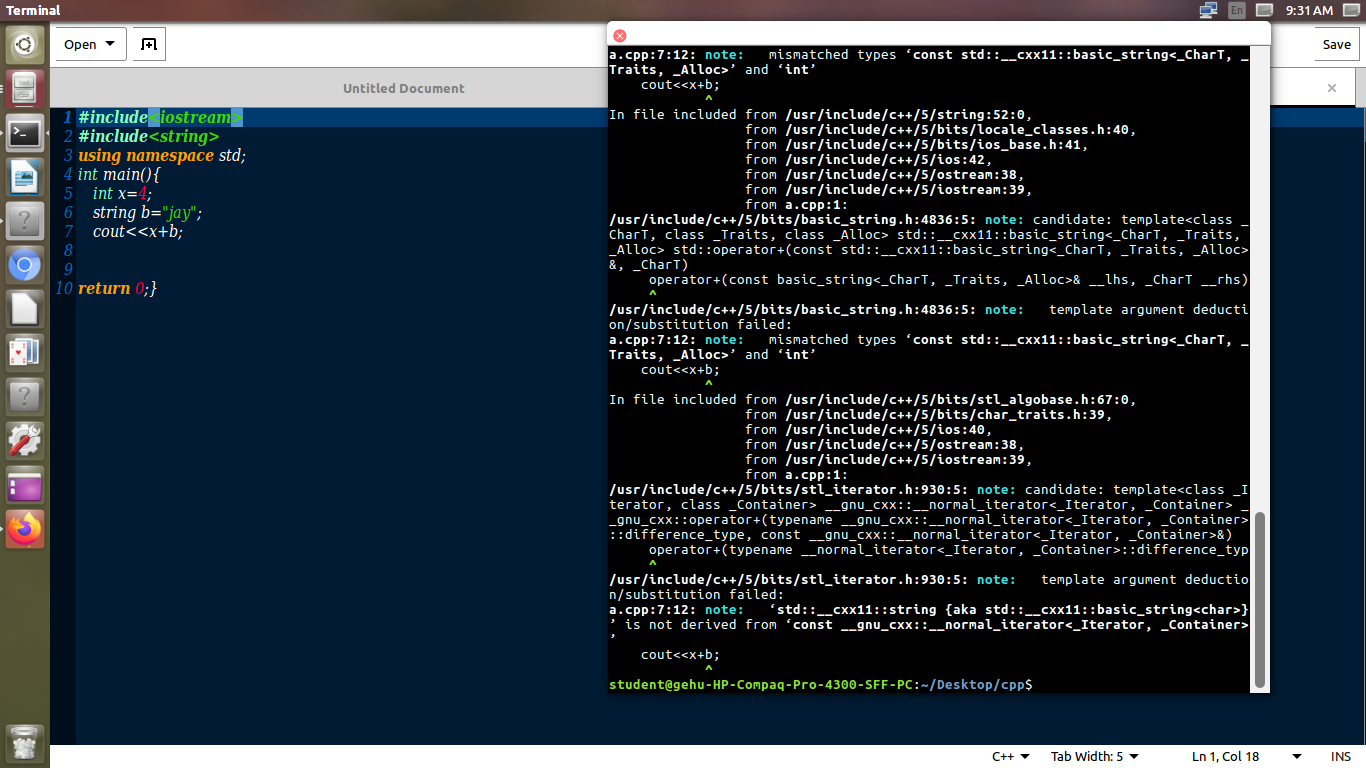 Terminal
En
9:31 AM
Open
Save
Untitled Document
1 #include<iostream>
2 #include<string>
3 using namespace std;
4 int main(){
5 int x=4;
6 string b="jay";
7 cout<<x+b;
8
9
10 return 0;}
a.cpp:7:12: note:   mismatched types ‘const std::__cxx11::basic_string<_CharT, _
Traits, _Alloc>’ and ‘int’
    cout<<x+b;
            ^
In file included from /usr/include/c++/5/string:52:0,
                 from /usr/include/c++/5/bits/locale_classes.h:40,
                 from /usr/include/c++/5/bits/ios_base.h:41,
                 from /usr/include/c++/5/ios:42,
                 from /usr/include/c++/5/ostream:38,
                 from /usr/include/c++/5/iostream:39,
                 from a.cpp:1:
/usr/include/c++/5/bits/basic_string.h:4836:5: note: candidate: template<class _
CharT, class _Traits, class _Alloc> std::__cxx11::basic_string<_CharT, _Traits,
_Alloc> std::operator+(const std::__cxx11::basic_string<_CharT, _Traits, _Alloc>
&, _CharT)
     operator+(const basic_string<_CharT, _Traits, _Alloc>& __lhs, _CharT __rhs)
     ^
/usr/include/c++/5/bits/basic_string.h:4836:5: note:   template argument deducti
on/substitution failed:
a.cpp:7:12: note:   mismatched types ‘const std::__cxx11::basic_string<_CharT, _
Traits, _Alloc>’ and ‘int’
    cout<<x+b;
            ^
In file included from /usr/include/c++/5/bits/stl_algobase.h:67:0,
                 from /usr/include/c++/5/bits/char_traits.h:39,
                 from /usr/include/c++/5/ios:40,
                 from /usr/include/c++/5/ostream:38,
                 from /usr/include/c++/5/iostream:39,
                 from a.cpp:1:
/usr/include/c++/5/bits/stl_iterator.h:930:5: note: candidate: template<class _I
terator, class _Container> __gnu_cxx::__normal_iterator<_Iterator, _Container> _
_gnu_cxx::operator+(typename __gnu_cxx::__normal_iterator<_Iterator, _Container>
::difference_type, const __gnu_cxx::__normal_iterator<_Iterator, _Container>&)
     operator+(typename __normal_iterator<_Iterator, _Container>::difference_typ
     ^
/usr/include/c++/5/bits/stl_iterator.h:930:5: note:   template argument deductio
n/substitution failed:
a.cpp:7:12: note:   ‘std::__cxx11::string {aka std::__cxx11::basic_string<char>}
’ is not derived from ‘const __gnu_cxx::__normal_iterator<_Iterator, _Container>
’
    cout<<x+b;
            ^
student@gehu-HP-Compaq-Pro-4300-SFF-PC:~/Desktop/cpp$
C++
Tab Width: 5
Ln 1, Col 18
INS